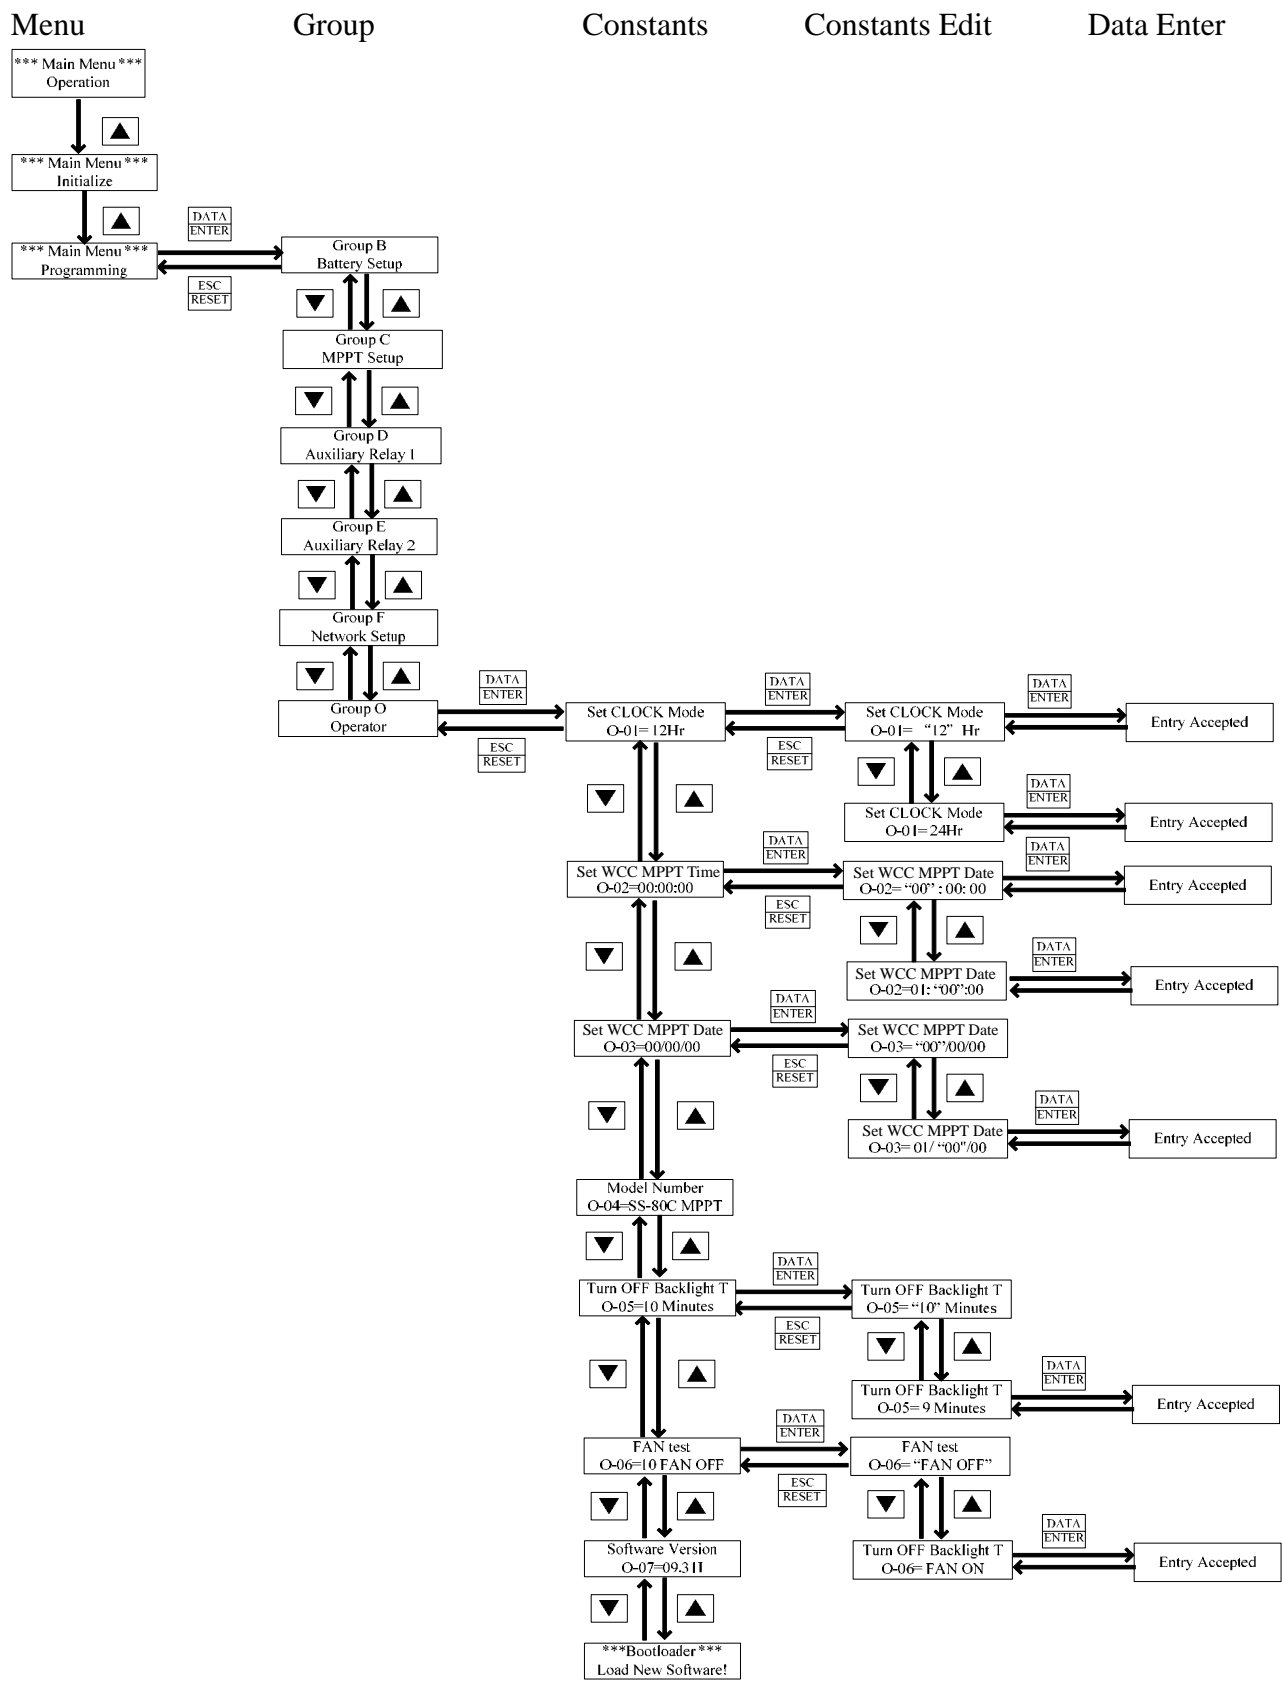 Menu Group Constants Constants Edit Data Enter
*** Main Menu ***
Operation
*** Main Menu ***
Initialize
*** Main Menu ***
Programming
DATA
ENTER
ESC
RESET
Group B
Battery Setup
Group C
MPPT Setup
Group D
Auxiliary Relay 1
Group E
Auxiliary Relay 2
Group F
Network Setup
Group O
Operator
DATA
ENTER
ESC
RESET
Set CLOCK Mode
O-01=12Hr
DATA
ENTER
ESC
RESET
Set CLOCK Mode
O-01= “12” Hr
DATA
ENTER
Entry Accepted
Set CLOCK Mode
O-01=24Hr
DATA
ENTER
Entry Accepted
Set WCC MPPT Time
O-02=00:00:00
DATA
ENTER
ESC
RESET
Set WCC MPPT Date
O-02= “00” : 00: 00
DATA
ENTER
Entry Accepted
Set WCC MPPT Date
O-02=01: “00”:00
DATA
ENTER
Entry Accepted
Set WCC MPPT Date
O-03=00/00/00
DATA
ENTER
ESC
RESET
Set WCC MPPT Date
O-03= “00”/00/00
Set WCC MPPT Date
O-03= 01/ “00"/00
DATA
ENTER
Entry Accepted
Model Number
O-04=SS-80C MPPT
Turn OFF Backlight T
O-05=10 Minutes
DATA
ENTER
ESC
RESET
Turn OFF Backlight T
O-05= “10” Minutes
Turn OFF Backlight T
O-05= 9 Minutes
DATA
ENTER
Entry Accepted
FAN test
O-06=10 FAN OFF
DATA
ENTER
ESC
RESET
FAN test
O-06= “FAN OFF”
Turn OFF Backlight T
O-06= FAN ON
DATA
ENTER
Entry Accepted
Software Version
***Bootloader ***
Load New Software!